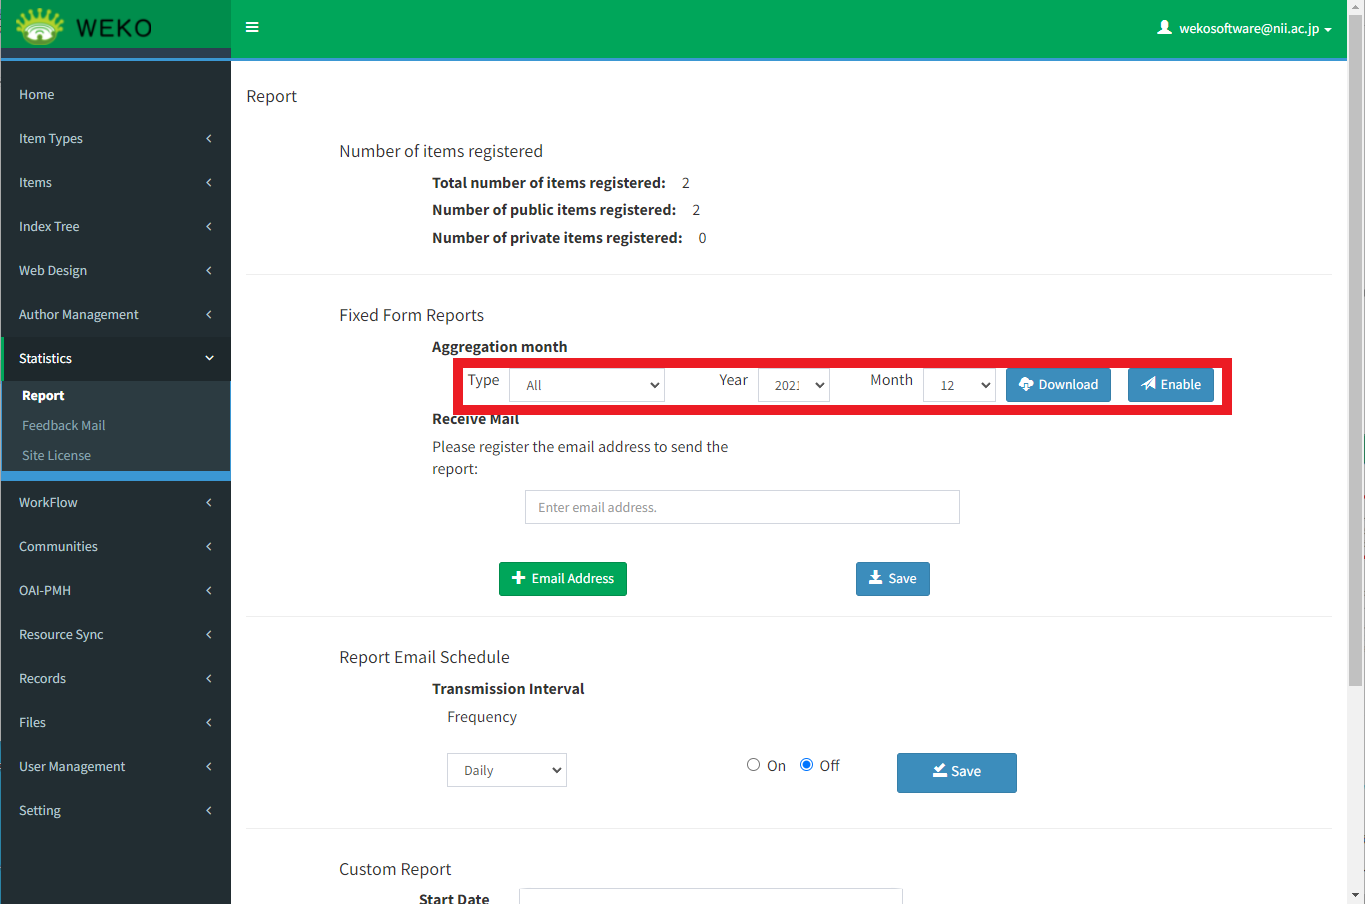 WEKO
wekosoftware@nii.ac.jp
Home
Item Types
Items
Index Tree
Web Design
Author Management
Statistics
Report
Feedback Mail
Site License
WorkFlow
Communities
OAI-PMH
Resource Sync
Records
Files
User Management
Setting
Report
Number of items registered
Total number of items registered: 2
Number of public items registered: 2
Number of private items registered: 0
Fixed Form Reports
Aggregation month
Type All Year 2021 Month 12 Download Enable
Receive Mail
Please register the email address to send the
report:
Enter email address.
Email Address Save
Report Email Schedule
Transmission Interval
Frequency
Daily On Off Save
Custom Report
Start Date